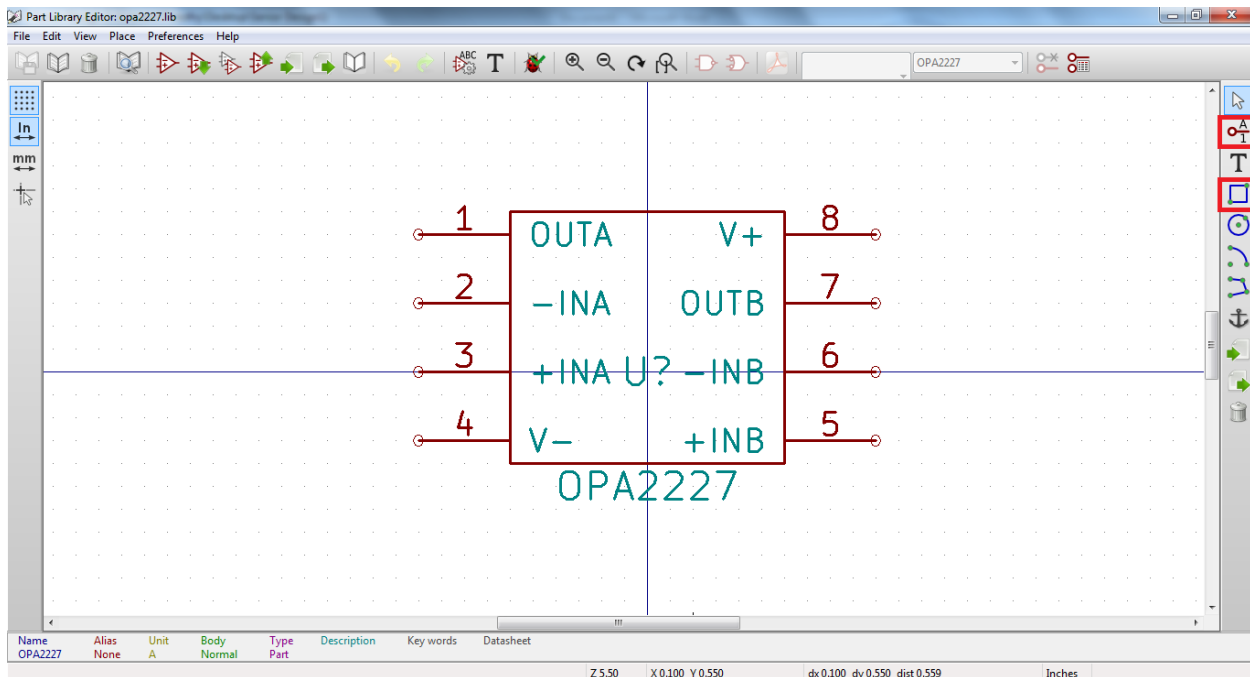 Part Library Editor: opa2227.lib
File Edit View Place Preferences Help
ABC T OPA2227
In
mm
A
1
T
1 OUTA V+ 8
2 -INA OUTB 7
3 +INA U? -INB 6
4 V- +INB 5
OPA2227
Name Alias Unit Body Type Description Key words Datasheet
OPA2227 None A Normal Part
Z 5.50 X 0.100 Y 0.550 dx 0.100 dy 0.550 dist 0.559 Inches